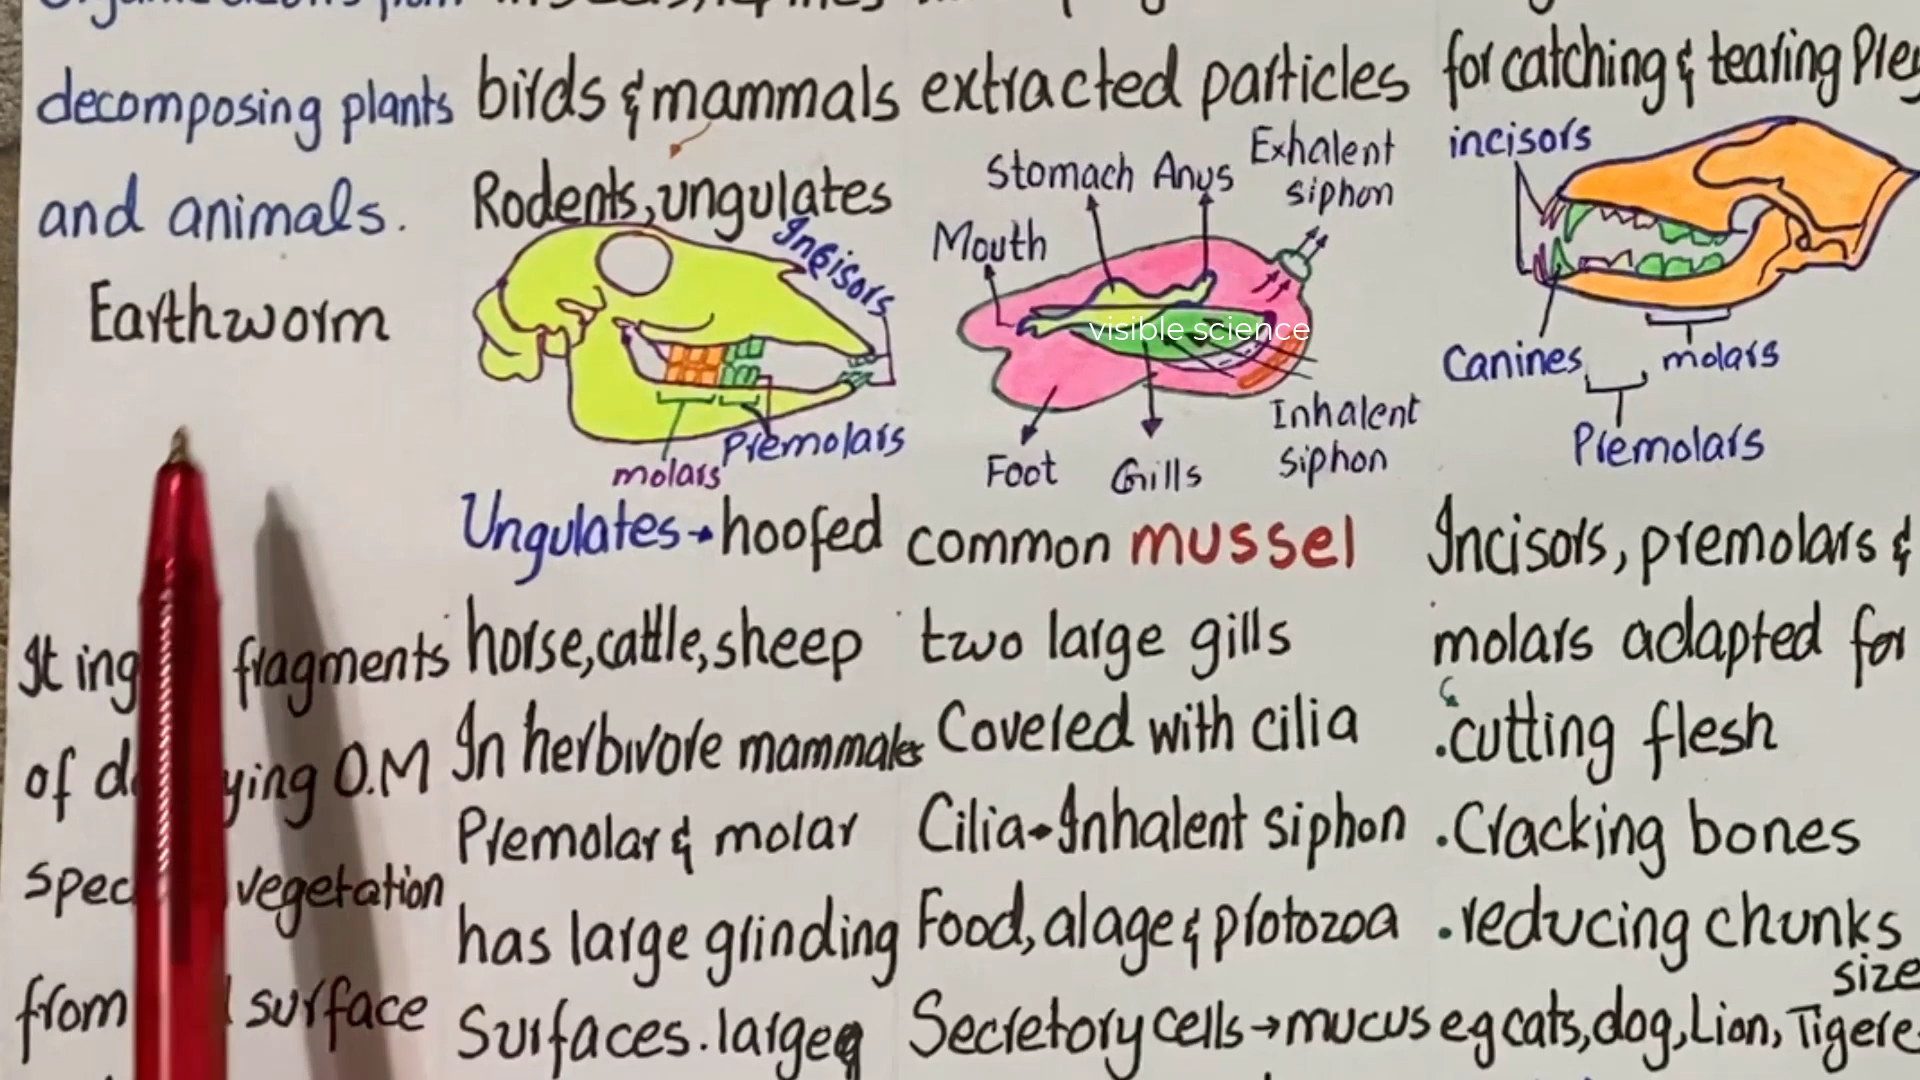 decomposing plants
and animals.
Earthworm
fragments
of
O.M
vegetation
from
surface
birds & mammals
Rodents, ungulates
Incisors
Premolars
molars
Ungulates → hoofed
horse, cattle, sheep
In herbivore mammales
Premolar & molar
has large grinding
Surfaces. large
extracted particles
Stomach Anus Exhalent
siphon
Mouth
visible science
Inhalent
siphon
Foot Gills
common mussel
two large gills
Covered with cilia
Cilia → Inhalent siphon
Food, alage & protozoa
Secretory cells → mucus
for catching & tearing
incisors
Canines molars
Premolars
Incisors, premolars &
molars adapted for
.cutting flesh
.Cracking bones
.reducing chunks
size
eg cats, dog, Lion,